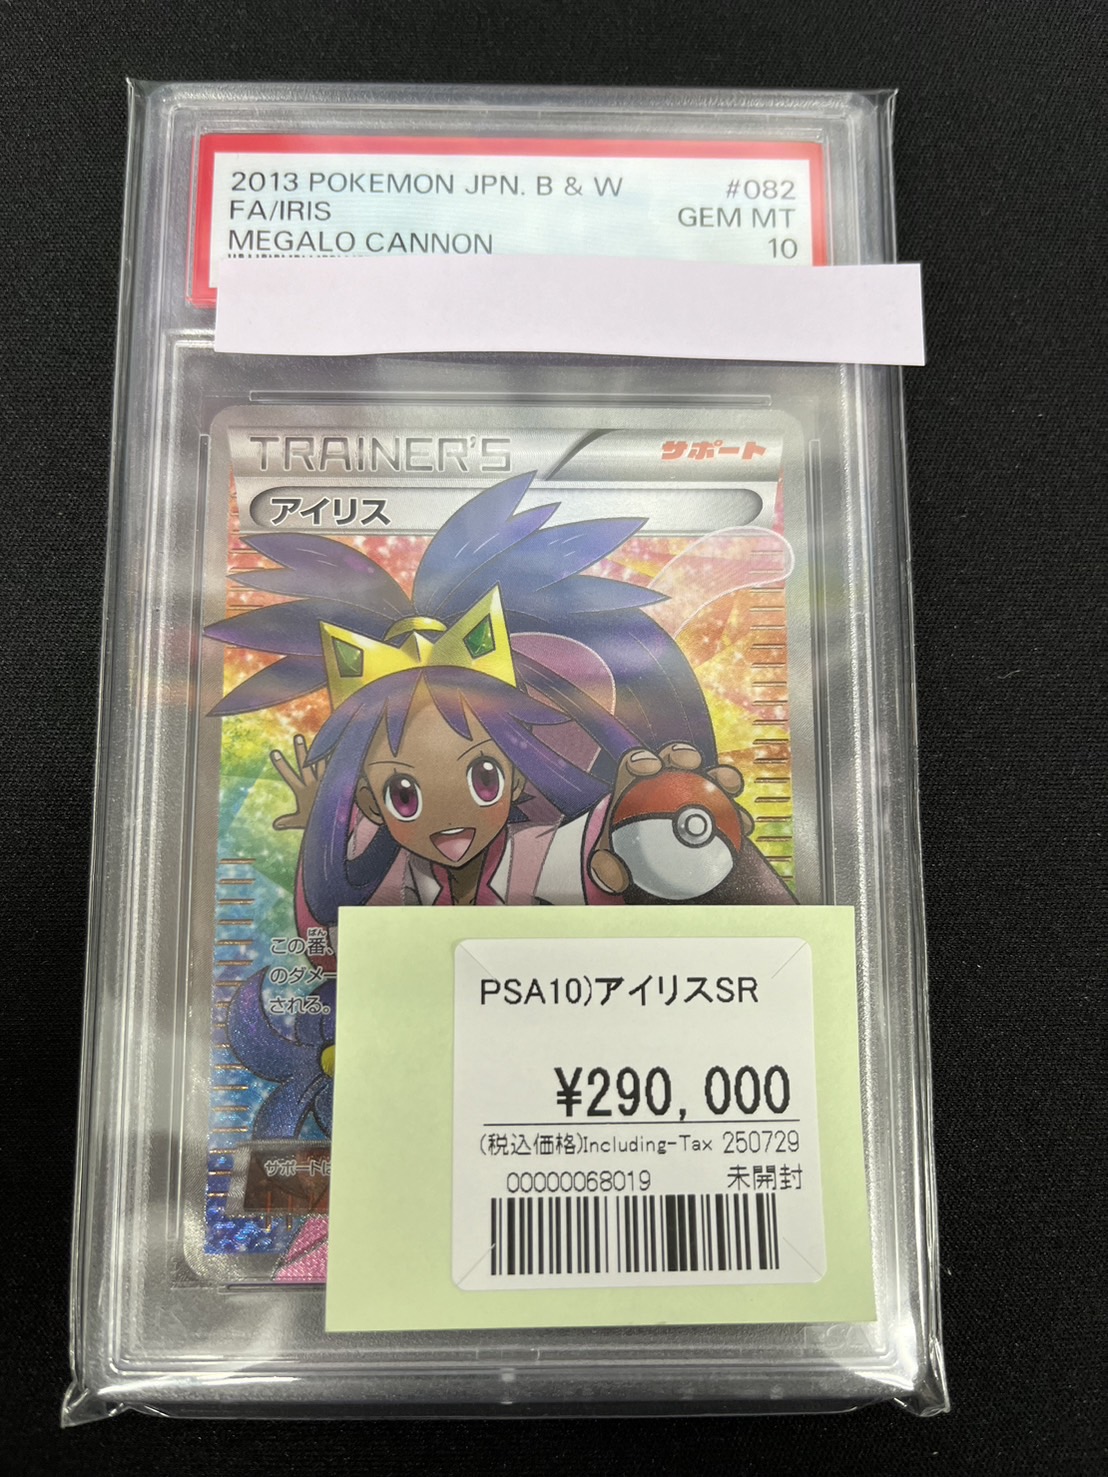 2013 POKEMON JPN. B & W #082
FA/IRIS GEM MT
MEGALO CANNON 10
TRAINER'S サポート
アイリス
この番、
のダメー
される。
サポートは
PSA10)アイリスSR
¥290,000
(税込価格)Including-Tax 250729
00000068019 未開封